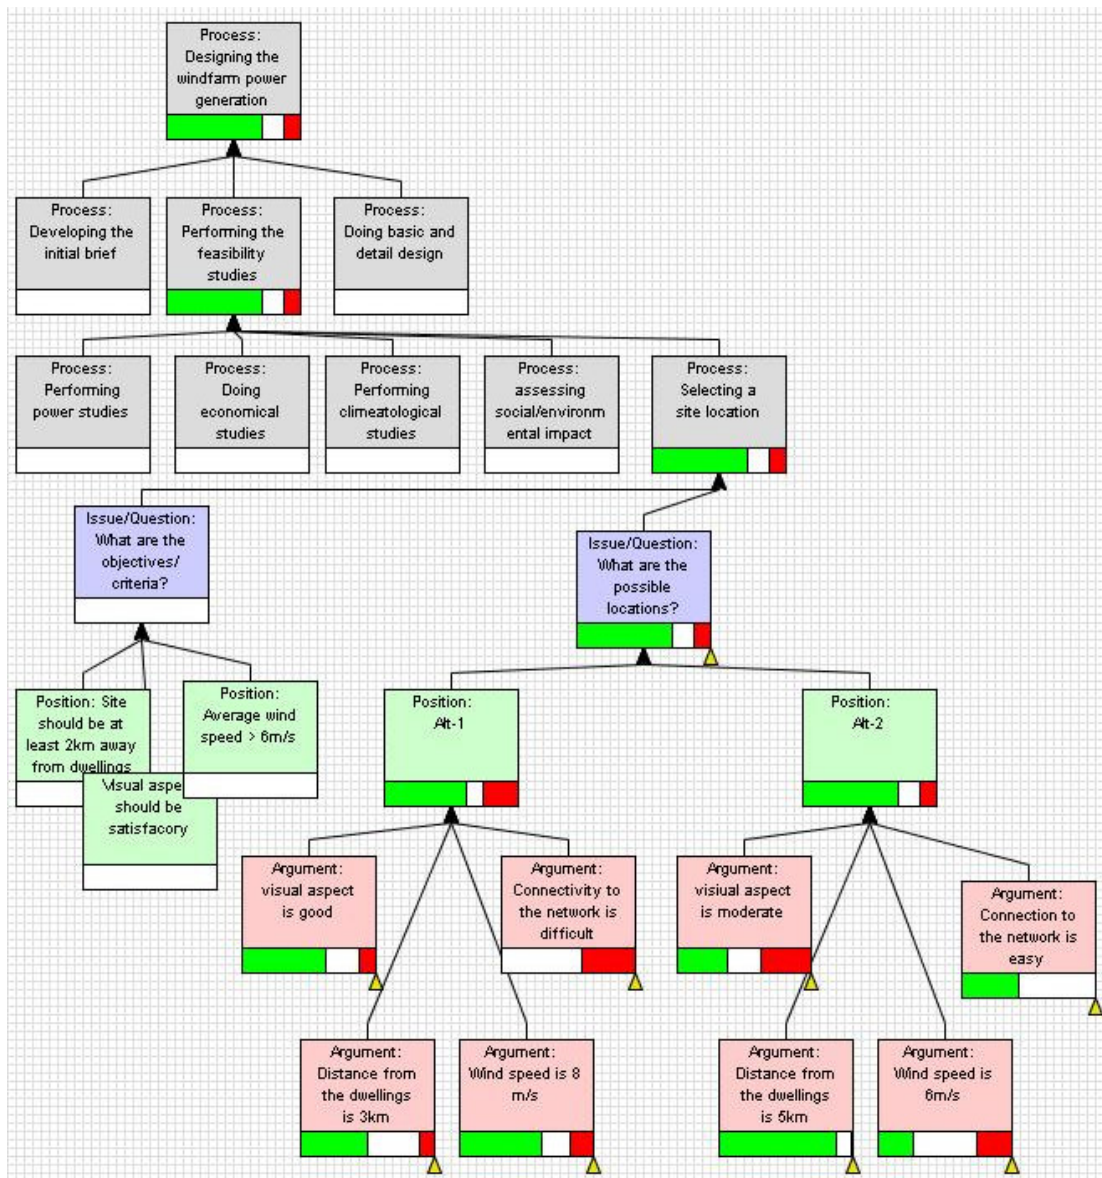 Process:
Designing the
windfarm power
generation
Process:
Developing the
initial brief
Process:
Performing the
feasibility
studies
Process:
Doing basic and
detail design
Process:
Performing
power studies
Process:
Doing
economical
studies
Process:
Performing
climeatological
studies
Process:
assessing
social/environm
ental impact
Process:
Selecting a
site location
Issue/Question:
What are the
objectives/
criteria?
Issue/Question:
What are the
possible
locations?
Position: Site
should be at
least 2km away
from dwellings
Position:
Average wind
speed > 6m/s
Visual aspe
should be
satisfacory
Position:
Alt-1
Position:
Alt-2
Argument:
visiual aspect
is good
Argument:
Connectivity to
the network is
difficult
Argument:
visiual aspect
is moderate
Argument:
Connection to
the network is
easy
Argument:
Distance from
the dwellings
is 3km
Argument:
Wind speed is 8
m/s
Argument:
Distance from
the dwellings
is 5km
Argument:
Wind speed is
6m/s